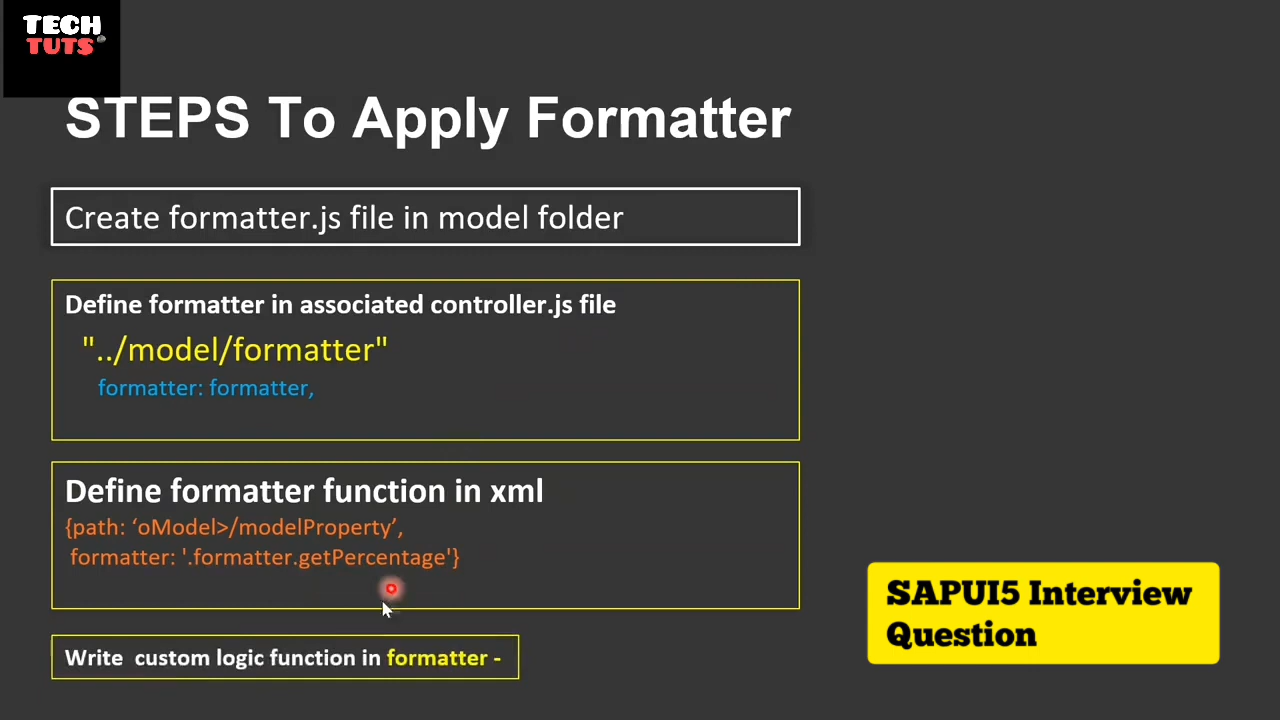 TECH
TUTS
STEPS To Apply Formatter
Create formatter.js file in model folder
Define formatter in associated controller.js file
"../model/formatter"
formatter: formatter,
Define formatter function in xml
{path: ‘oModel>/modelProperty’,
formatter: '.formatter.getPercentage'}
Write custom logic function in formatter -
SAPUI5 Interview
Question